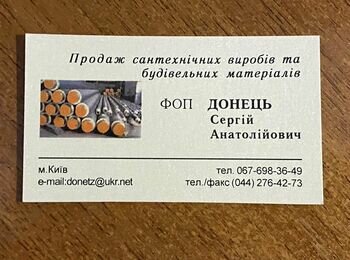 Продаж сантехнічних виробів та
будівельних матеріалів
ФОП ДОНЕЦЬ
Сергій
Анатолійович
м.Київ
e-mail:donetz@ukr.net
тел. 067-698-36-49
тел./факс (044) 276-42-73